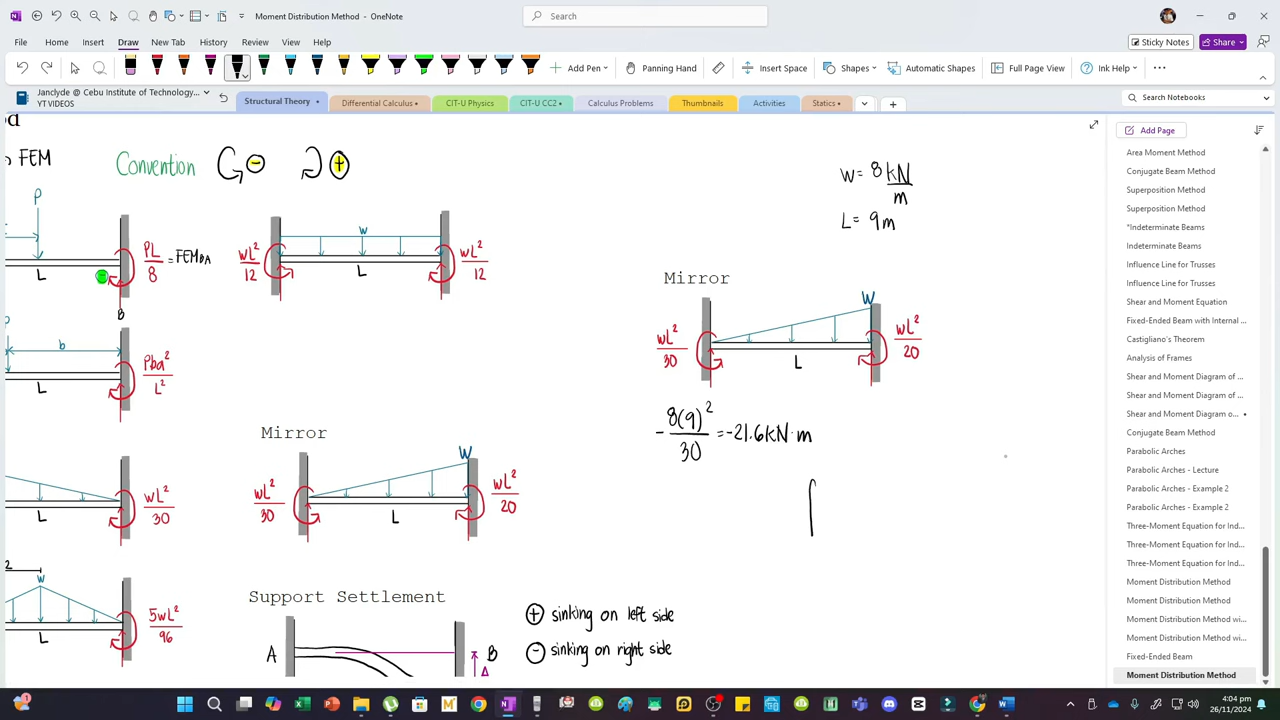 Moment Distribution Method - OneNote
Search
File Home Insert Draw New Tab History Review View Help
Sticky Notes Share
Add Pen Panning Hand Insert Space Shapes Automatic Shapes Full Page View Ink Help
Janclyde @ Cebu Institute of Technology...
YT VIDEOS
Structural Theory Differential Calculus CIT-U Physics CIT-U CC2 Calculus Problems Thumbnails Activities Statics
Search Notebooks
Add Page
Area Moment Method
Conjugate Beam Method
Superposition Method
Superposition Method
*Indeterminate Beams
Indeterminate Beams
Influence Line for Trusses
Influence Line for Trusses
Shear and Moment Equation
Fixed-Ended Beam with Internal ...
Castigliano's Theorem
Analysis of Frames
Shear and Moment Diagram of ...
Shear and Moment Diagram of ...
Shear and Moment Diagram o...
Conjugate Beam Method
Parabolic Arches
Parabolic Arches - Lecture
Parabolic Arches - Example 2
Parabolic Arches - Example 2
Three-Moment Equation for Ind...
Three-Moment Equation for Ind...
Three-Moment Equation for Ind...
Moment Distribution Method
Moment Distribution Method
Moment Distribution Method wi...
Moment Distribution Method wi...
Fixed-Ended Beam
Moment Distribution Method
od
FEM
Convention - +
P
L
PL/8 = FEM BA
B
w
wL²/12
L
wL²/12
b
L
Pba²/L²
L
wL²/30
w
L
5wL²/96
Mirror
W
wL²/30
L
wL²/20
Support Settlement
+ sinking on left side
- sinking on right side
A
B
Δ
W = 8 kN/m
L = 9m
Mirror
W
wL²/30
L
wL²/20
-8(9)²/30 = -21.6 kN·m
4:04 pm
26/11/2024